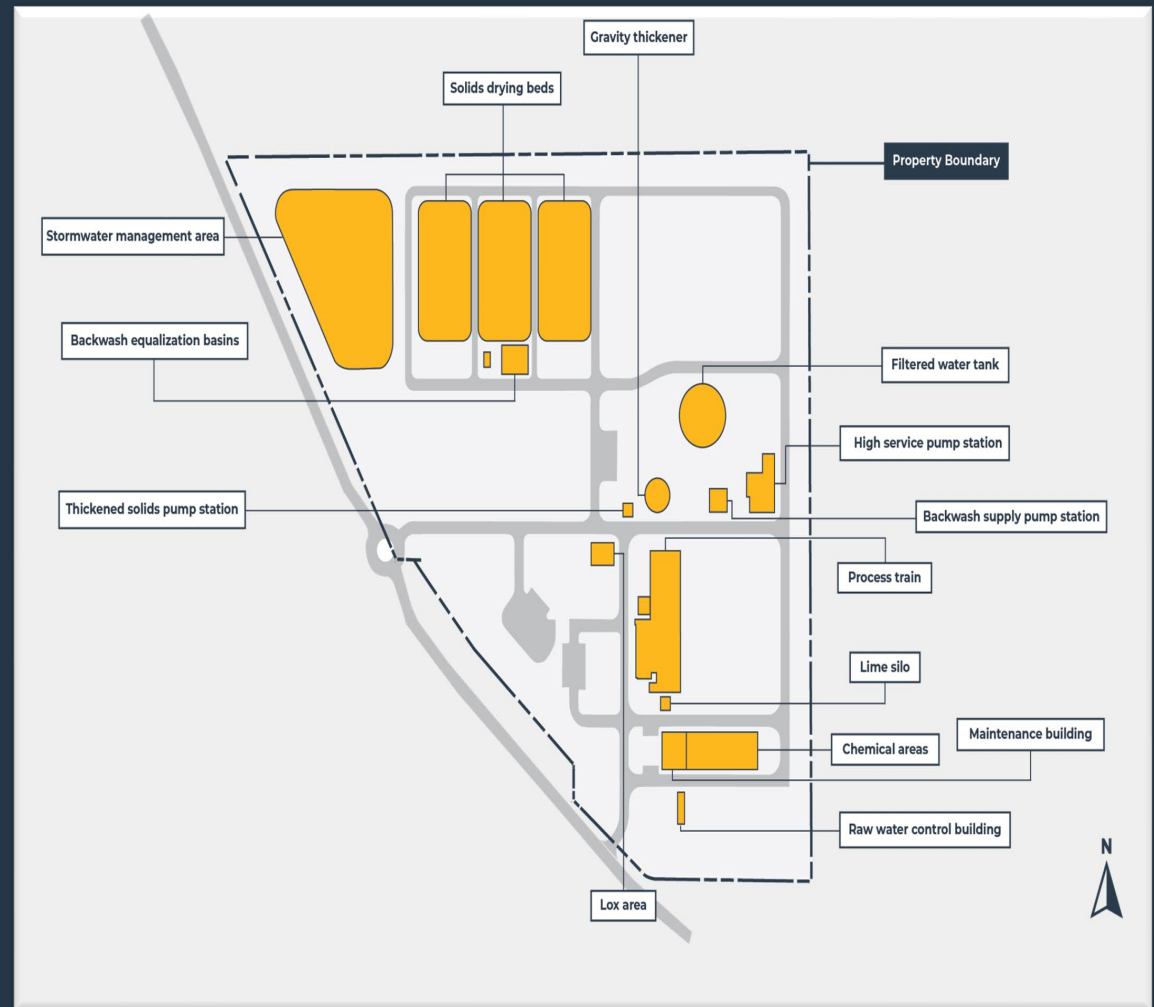 Gravity thickener
Solids drying beds
Property Boundary
Stormwater management area
Backwash equalization basins
Filtered water tank
High service pump station
Thickened solids pump station
Backwash supply pump station
Process train
Lime silo
Maintenance building
Chemical areas
Raw water control building
N
Lox area